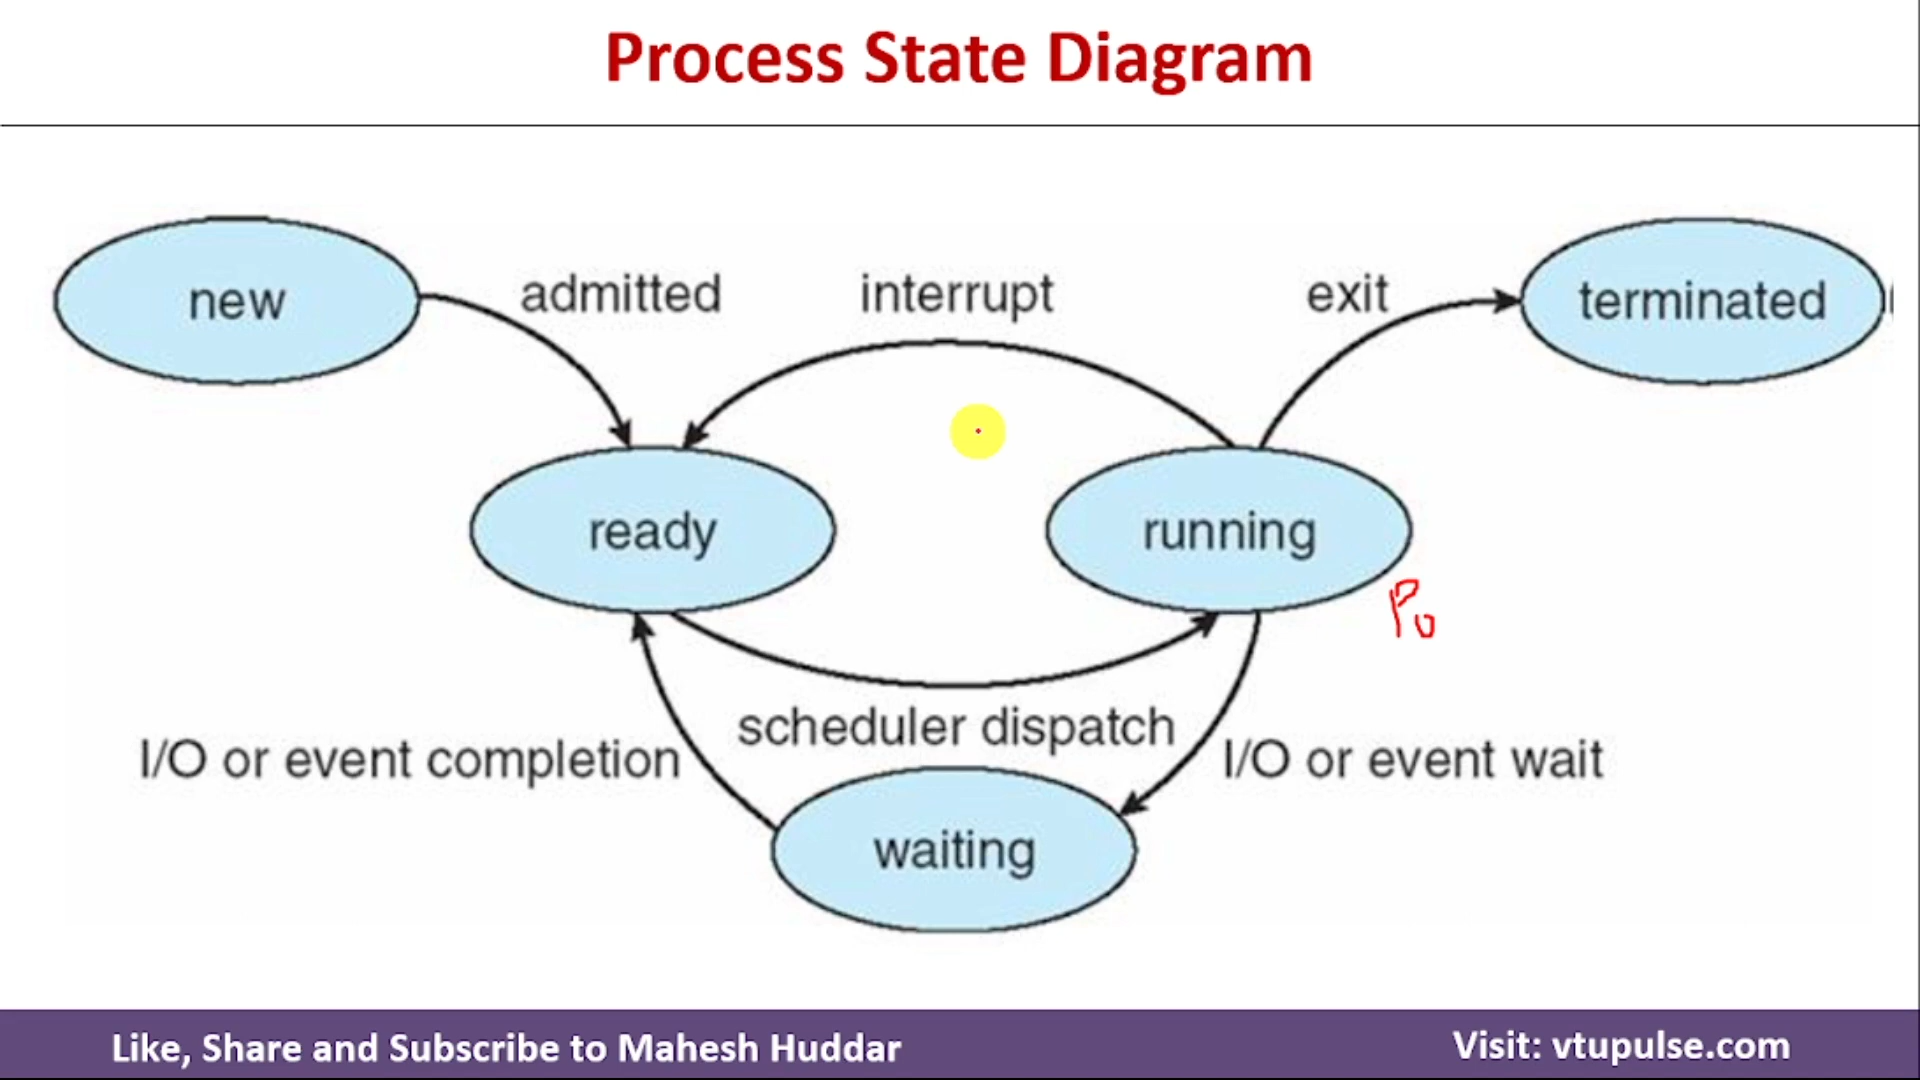 Process State Diagram
new
admitted
interrupt
exit
terminated
ready
running
P0
scheduler dispatch
I/O or event completion
I/O or event wait
waiting
Like, Share and Subscribe to Mahesh Huddar
Visit: vtupulse.com